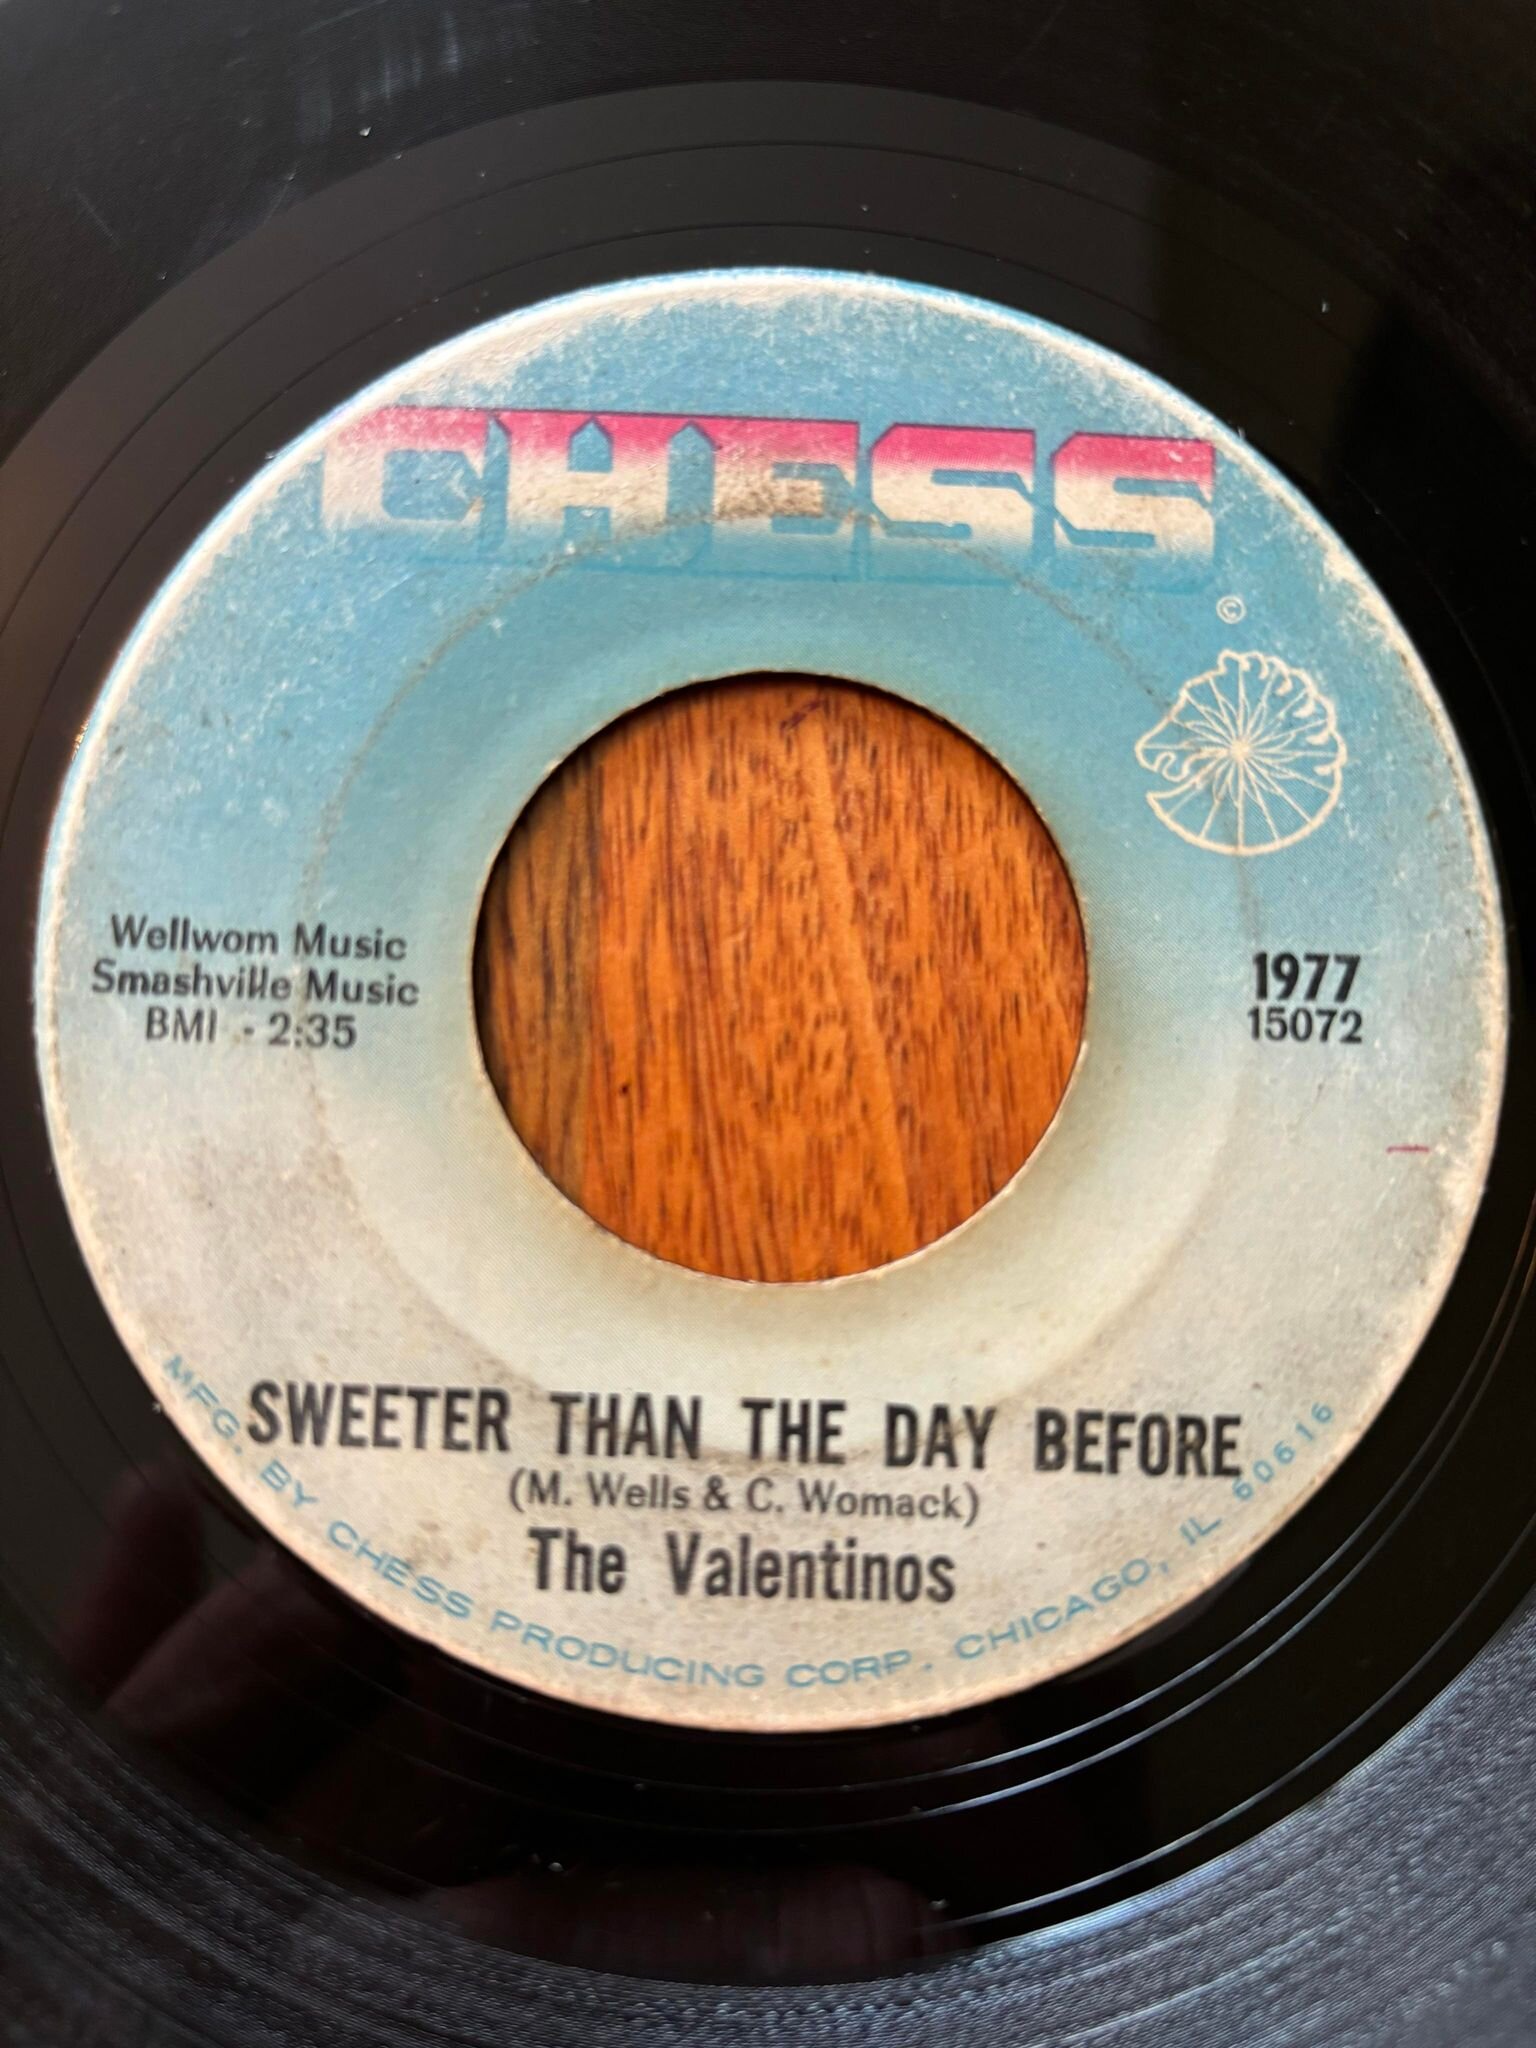 CHESS
©
Wellwom Music
Smashville Music
BMI - 2:35
1977
15072
SWEETER THAN THE DAY BEFORE
(M. Wells & C. Womack)
The Valentinos
MFG. BY CHESS PRODUCING CORP. CHICAGO, IL 60616